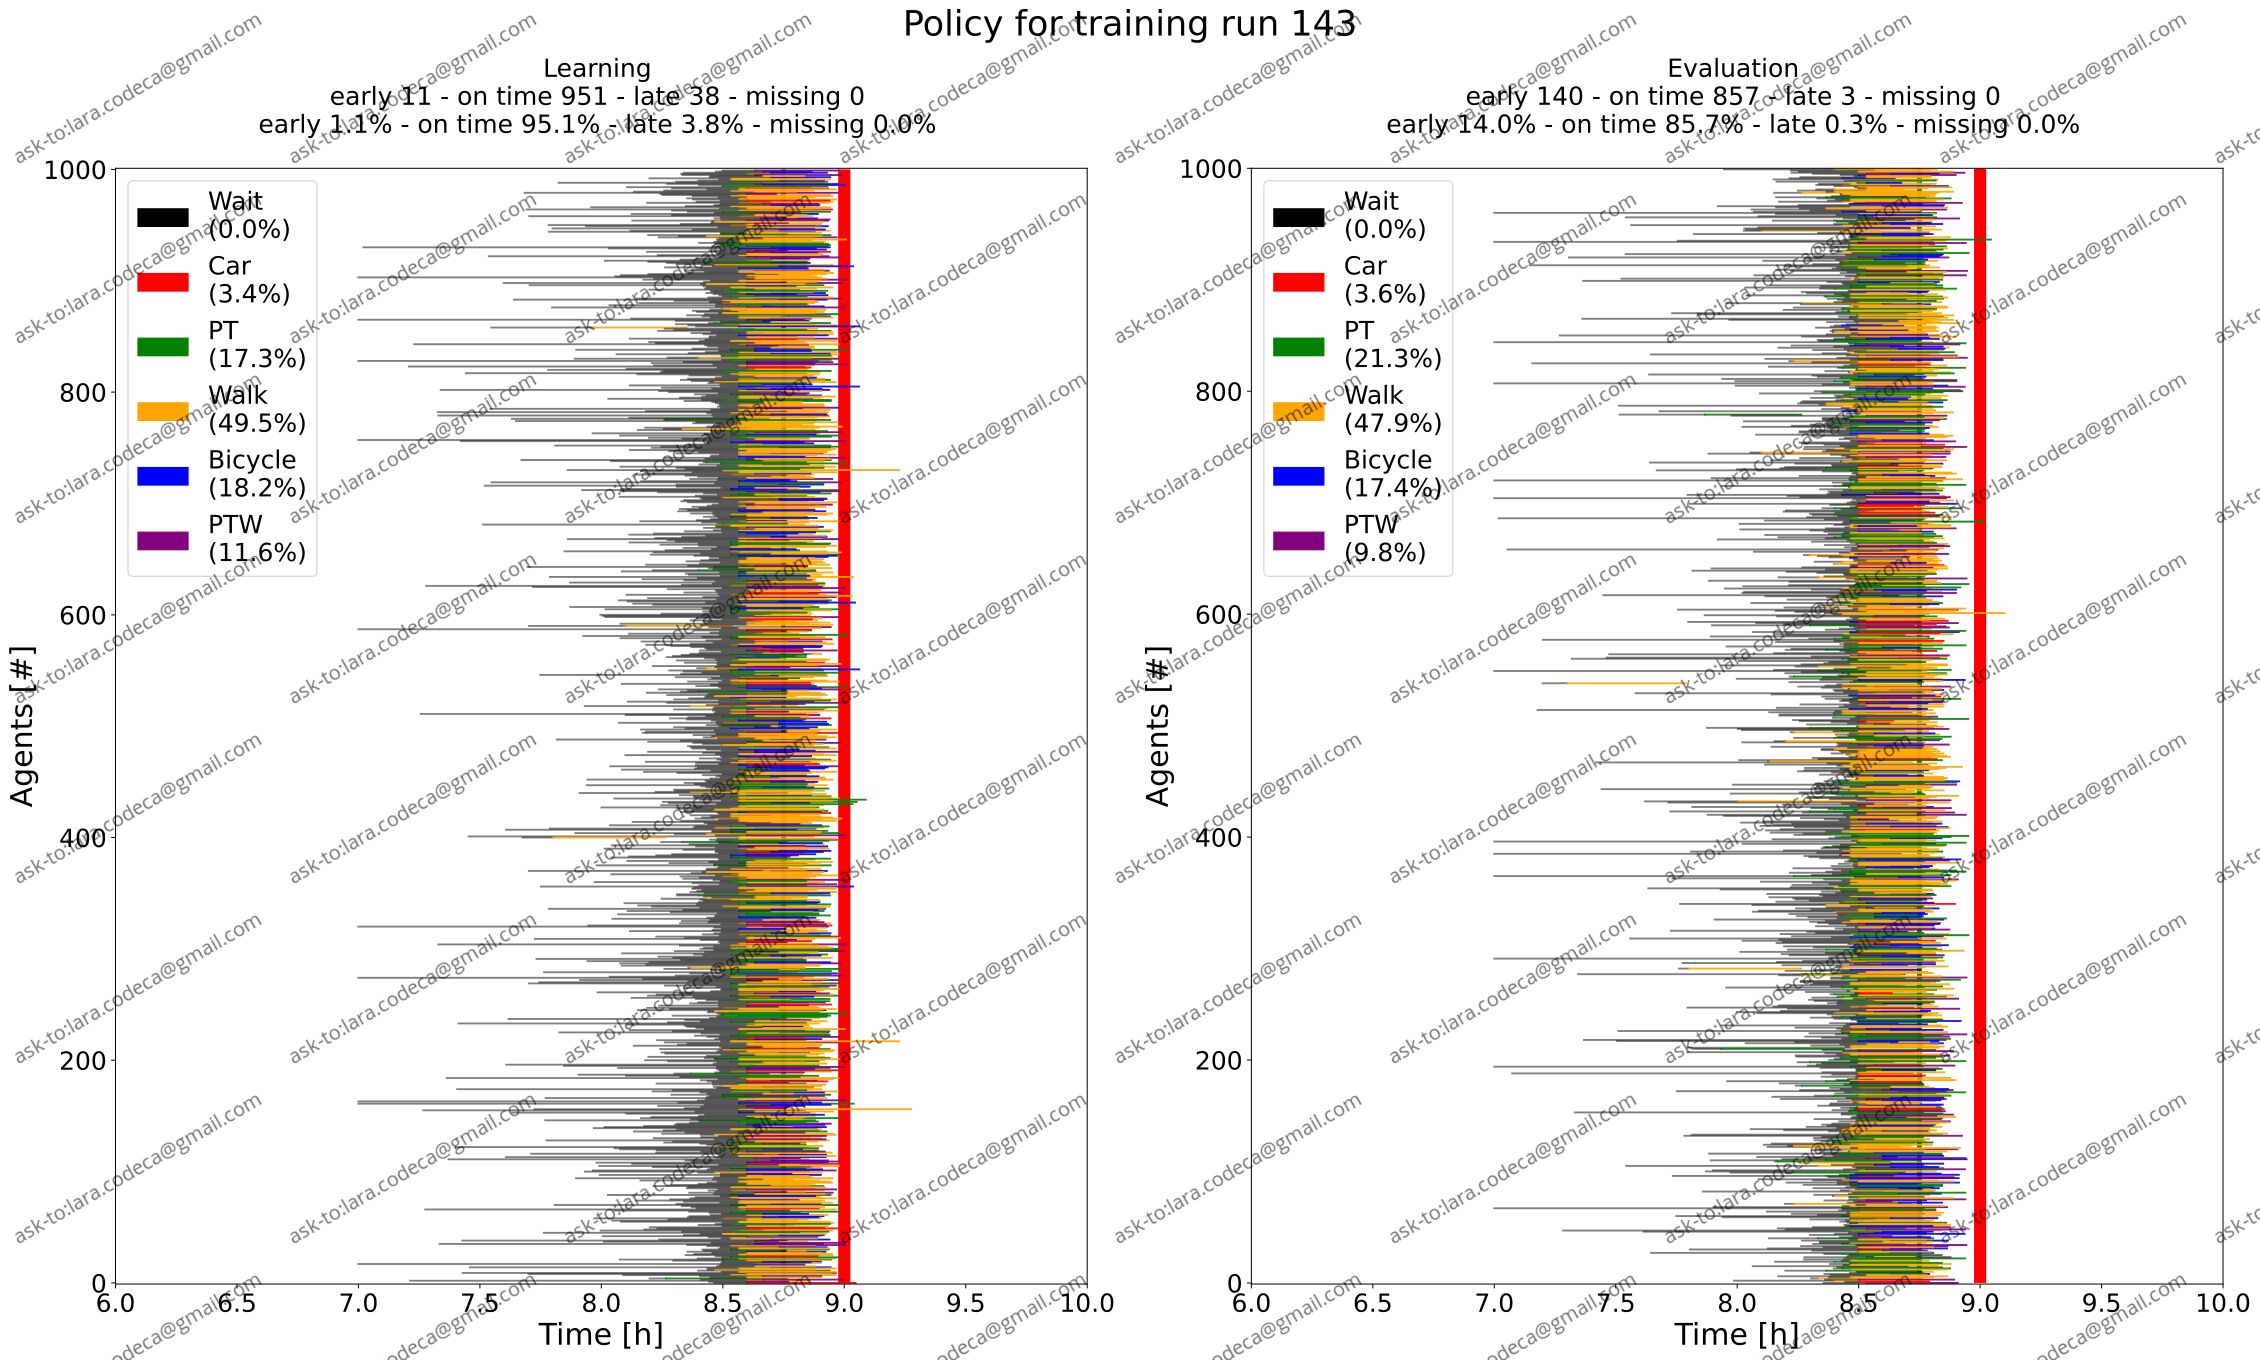 Policy for training run 143
Learning
early 11 - on time 951 - late 38 - missing 0
early 1.1% - on time 95.1% - late 3.8% - missing 0.0%
1000
800
600
400
200
0
Agents [#]
Wait
(0.0%)
Car
(3.4%)
PT
(17.3%)
Walk
(49.5%)
Bicycle
(18.2%)
PTW
(11.6%)
6.0 6.5 7.0 7.5 8.0 8.5 9.0 9.5 10.0
Time [h]
Evaluation
early 140 - on time 857 - late 3 - missing 0
early 14.0% - on time 85.7% - late 0.3% - missing 0.0%
1000
800
600
400
200
0
Agents [#]
Wait
(0.0%)
Car
(3.6%)
PT
(21.3%)
Walk
(47.9%)
Bicycle
(17.4%)
PTW
(9.8%)
6.0 6.5 7.0 7.5 8.0 8.5 9.0 9.5 10.0
Time [h]
ask-to:lara.codeca@gmail.com